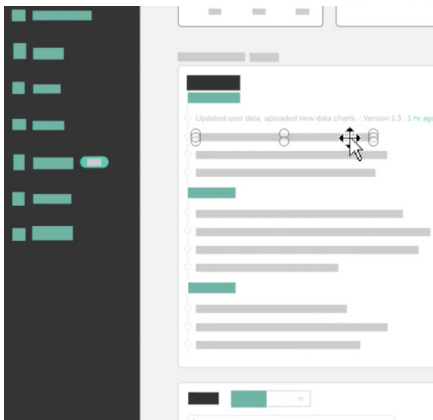 Updated user data, uploaded new data charts. : Version 1.3 : 1 hr ago